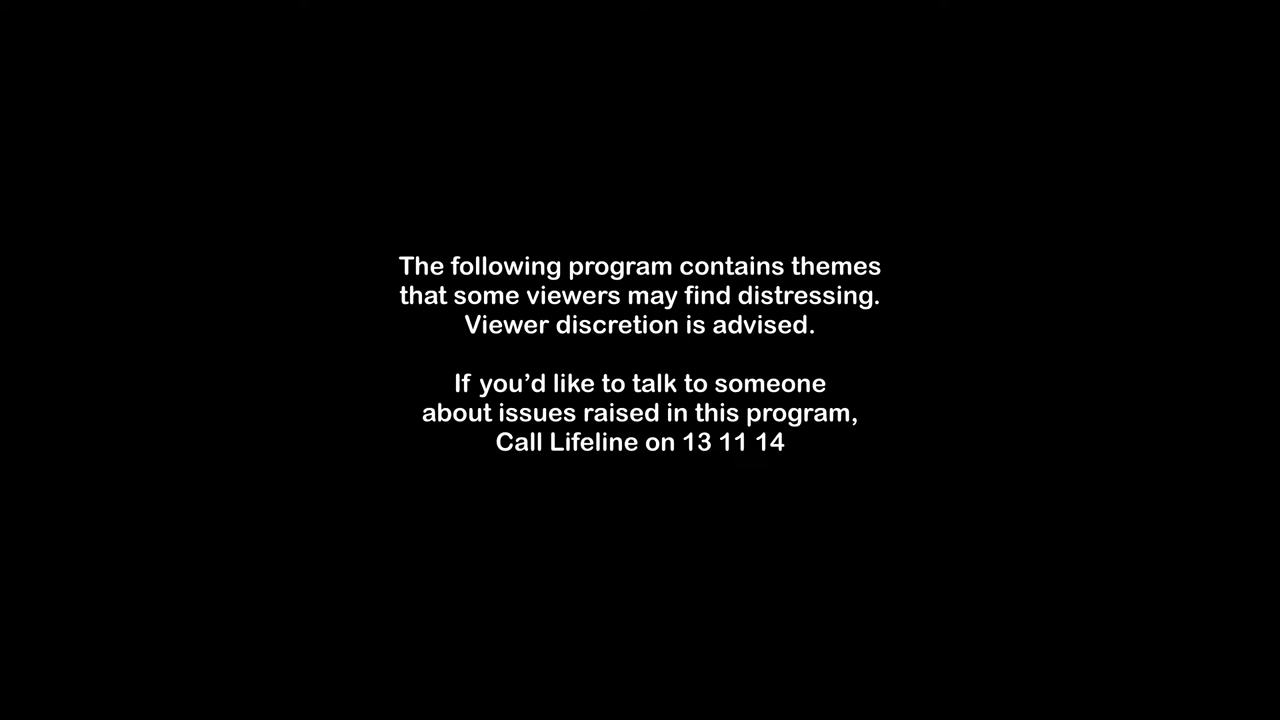 The following program contains themes
that some viewers may find distressing.
Viewer discretion is advised.
If you’d like to talk to someone
about issues raised in this program,
Call Lifeline on 13 11 14